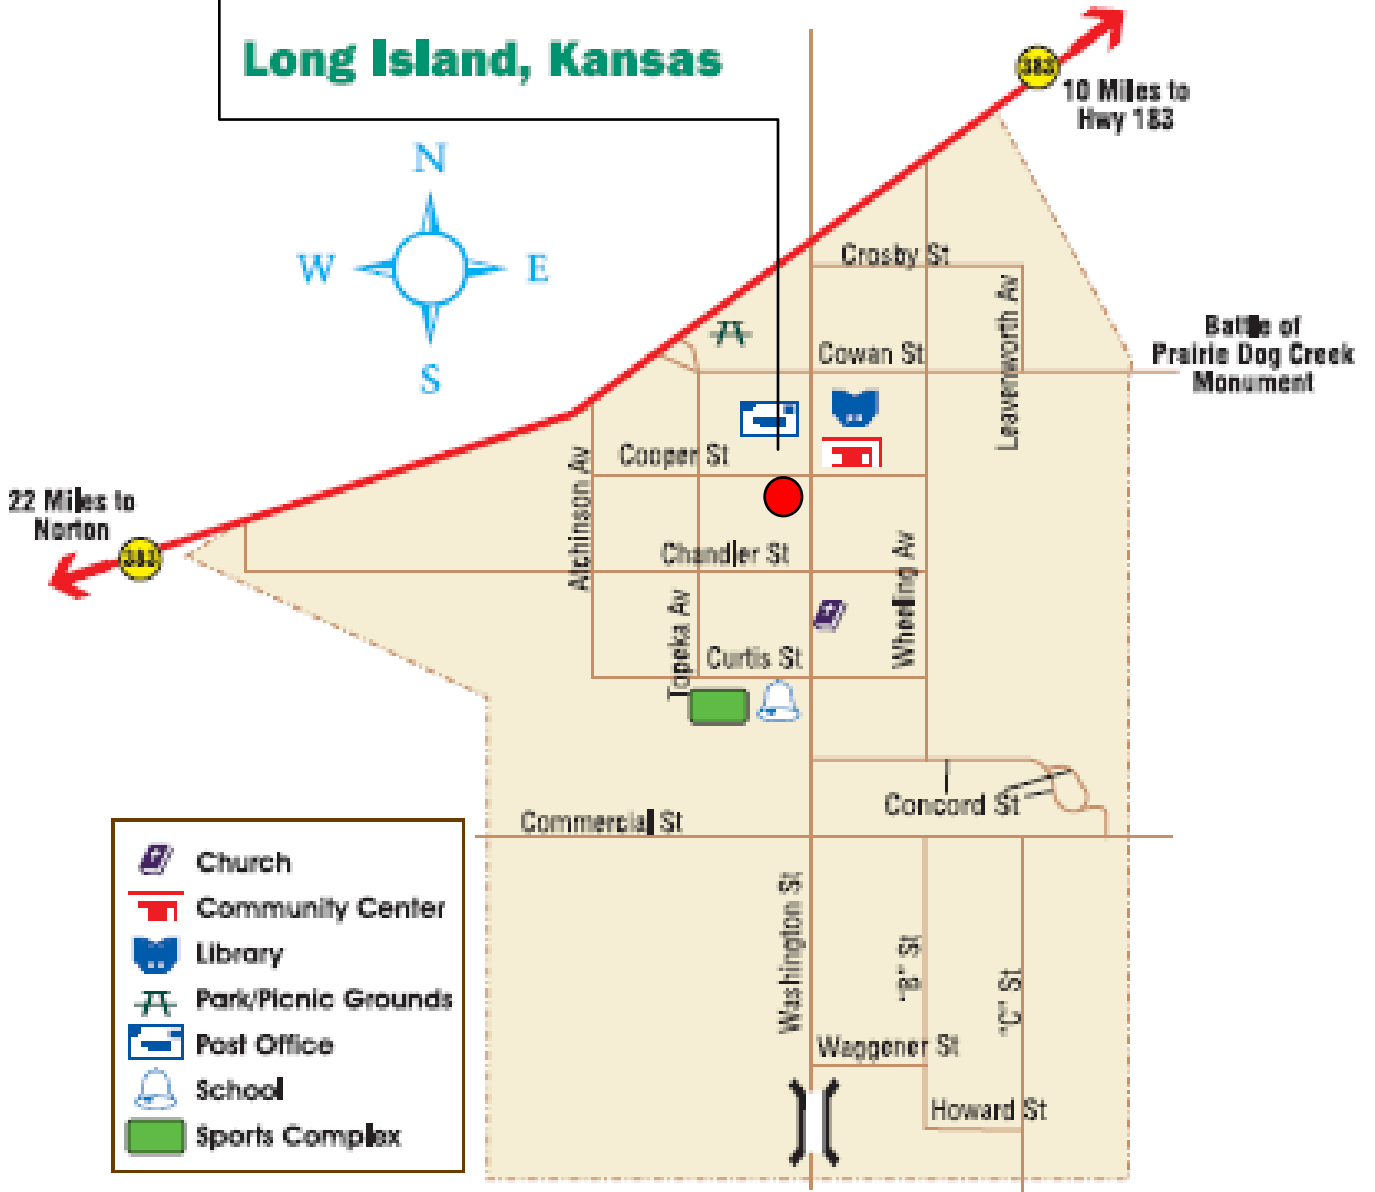 Long Island, Kansas
383
10 Miles to
Hwy 183
N
W
E
S
Crosby St
Leavenworth Av
Battle of
Prairie Dog Creek
Monument
Cowan St
Cooper St
Atchinson Av
22 Miles to
Norton
383
Chandler St
Wheeling Av
Topeka Av
Curtis St
Concord St
Commercial St
Church
Community Center
Library
Park/Picnic Grounds
Post Office
School
Sports Complex
Washington St
"B" St
"C" St
Waggener St
Howard St